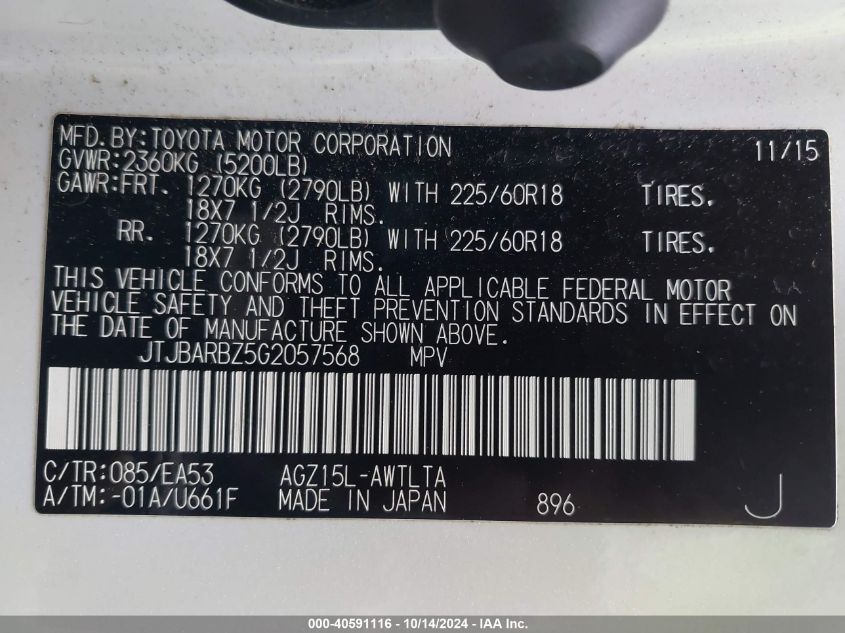 MFD. BY: TOYOTA MOTOR CORPORATION 11/15
GVWR: 2360KG (5200LB)
GAWR: FRT. 1270KG (2790LB) WITH 225/60R18 TIRES.
18X7 1/2J RIMS.
RR. 1270KG (2790LB) WITH 225/60R18 TIRES.
18X7 1/2J RIMS.
THIS VEHICLE CONFORMS TO ALL APPLICABLE FEDERAL MOTOR
VEHICLE SAFETY AND THEFT PREVENTION STANDARDS IN EFFECT ON
THE DATE OF MANUFACTURE SHOWN ABOVE.
JTJBARBZ5G2057568 MPV
C/TR: 085/EA53 AGZ15L-AWTLTA
A/TM: -01A/U661F MADE IN JAPAN 896 J
000-40591116 - 10/14/2024 - IAA Inc.